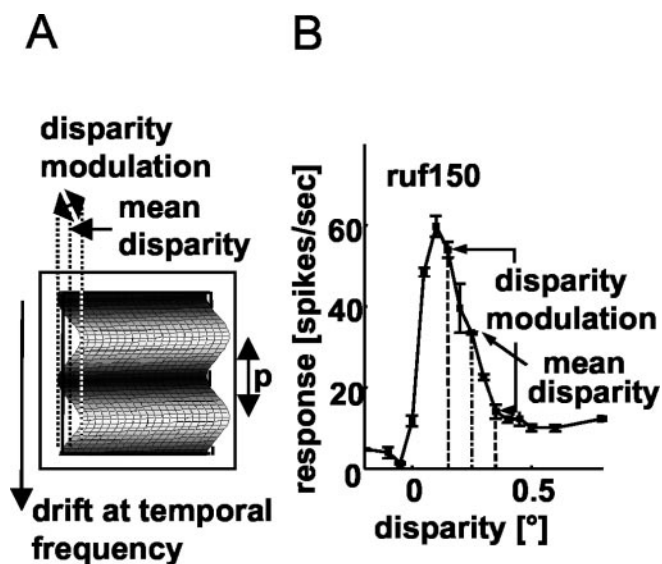 A
disparity
modulation
mean
disparity
p
drift at temporal
frequency
B
ruf150
response [spikes/sec]
60
40
20
0
disparity
modulation
mean
disparity
0
0.5
disparity [°]